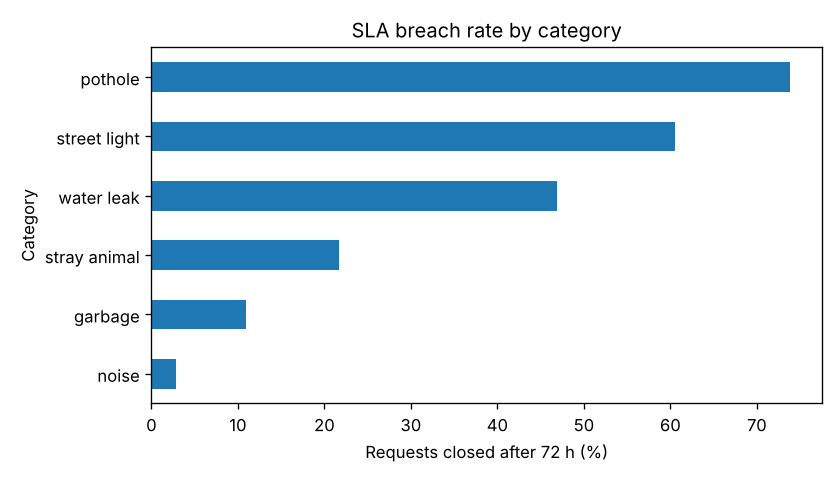 SLA breach rate by category
Category
pothole
street light
water leak
stray animal
garbage
noise
0 10 20 30 40 50 60 70
Requests closed after 72 h (%)